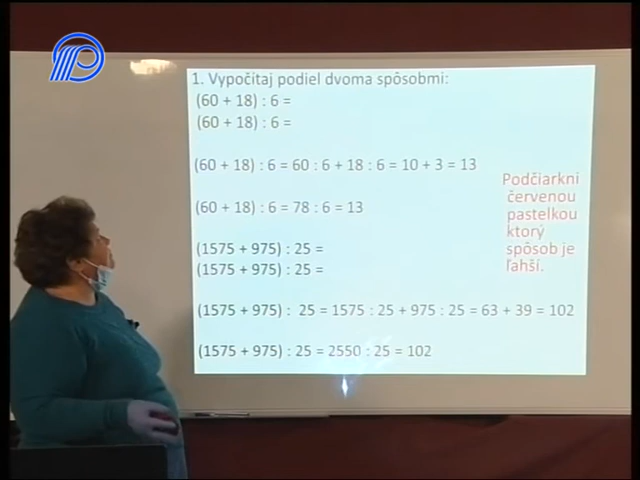 1. Vypočítaj podiel dvoma spôsobmi:
(60 + 18) : 6 =
(60 + 18) : 6 =
(60 + 18) : 6 = 60 : 6 + 18 : 6 = 10 + 3 = 13
(60 + 18) : 6 = 78 : 6 = 13
(1575 + 975) : 25 =
(1575 + 975) : 25 =
(1575 + 975) : 25 = 1575 : 25 + 975 : 25 = 63 + 39 = 102
(1575 + 975) : 25 = 2550 : 25 = 102
Podčiarkni
červenou
pastelkou
ktorý
spôsob je
ľahší.